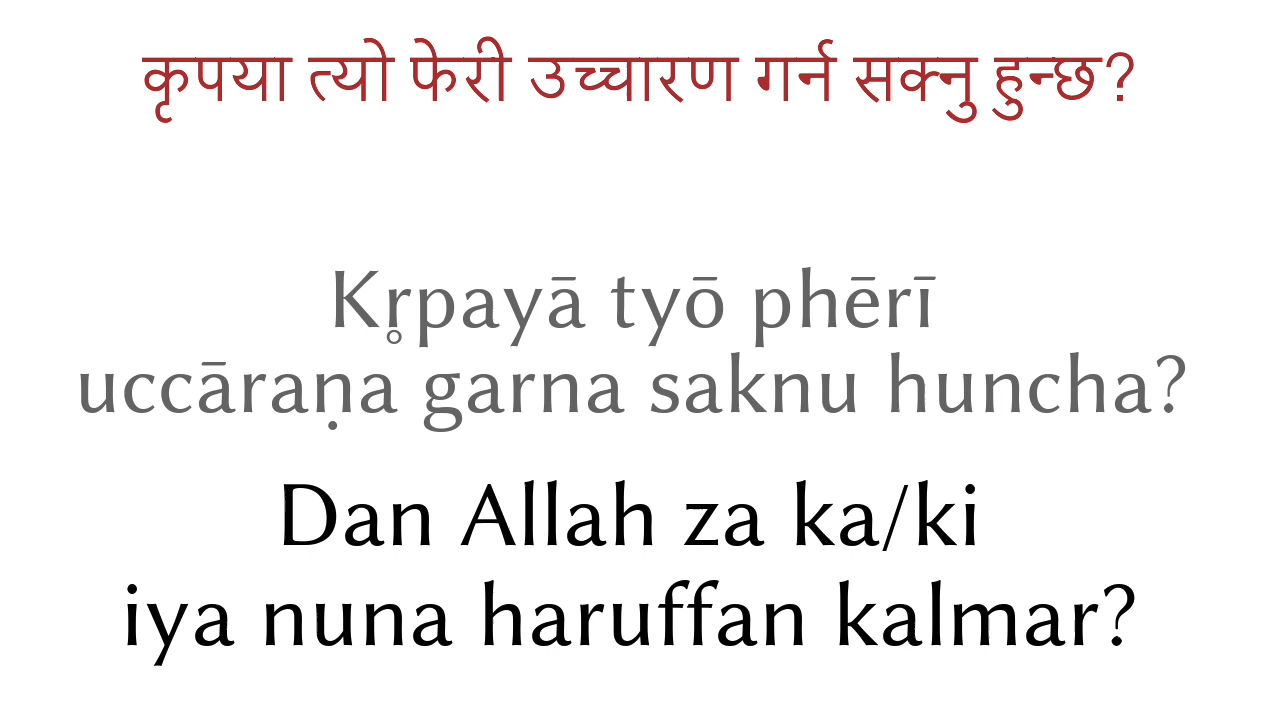 कृपया त्यो फेरी उच्चारण गर्न सक्नु हुन्छ?
Kr̥payā tyō phērī
uccāraṇa garna saknu huncha?
Dan Allah za ka/ki
iya nuna haruffan kalmar?